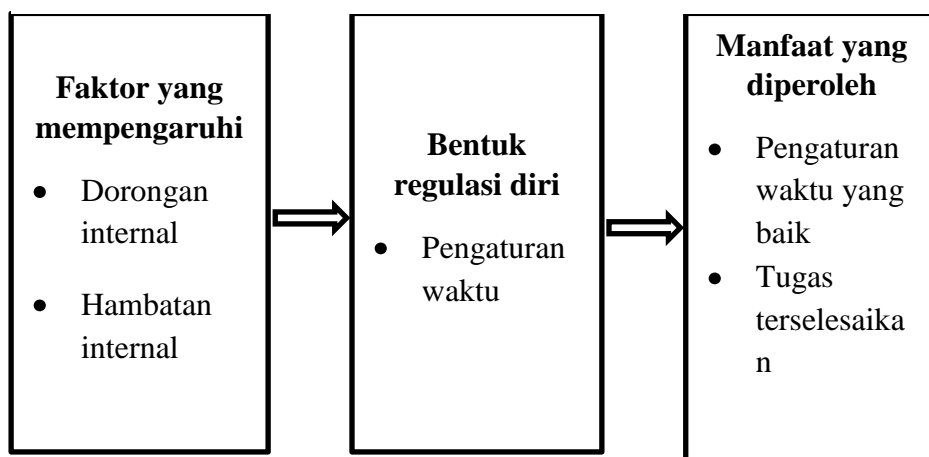 Faktor yang
mempengaruhi
• Dorongan
internal
• Hambatan
internal
Bentuk
regulasi diri
• Pengaturan
waktu
Manfaat yang
diperoleh
• Pengaturan
waktu yang
baik
• Tugas
terselesaika
n